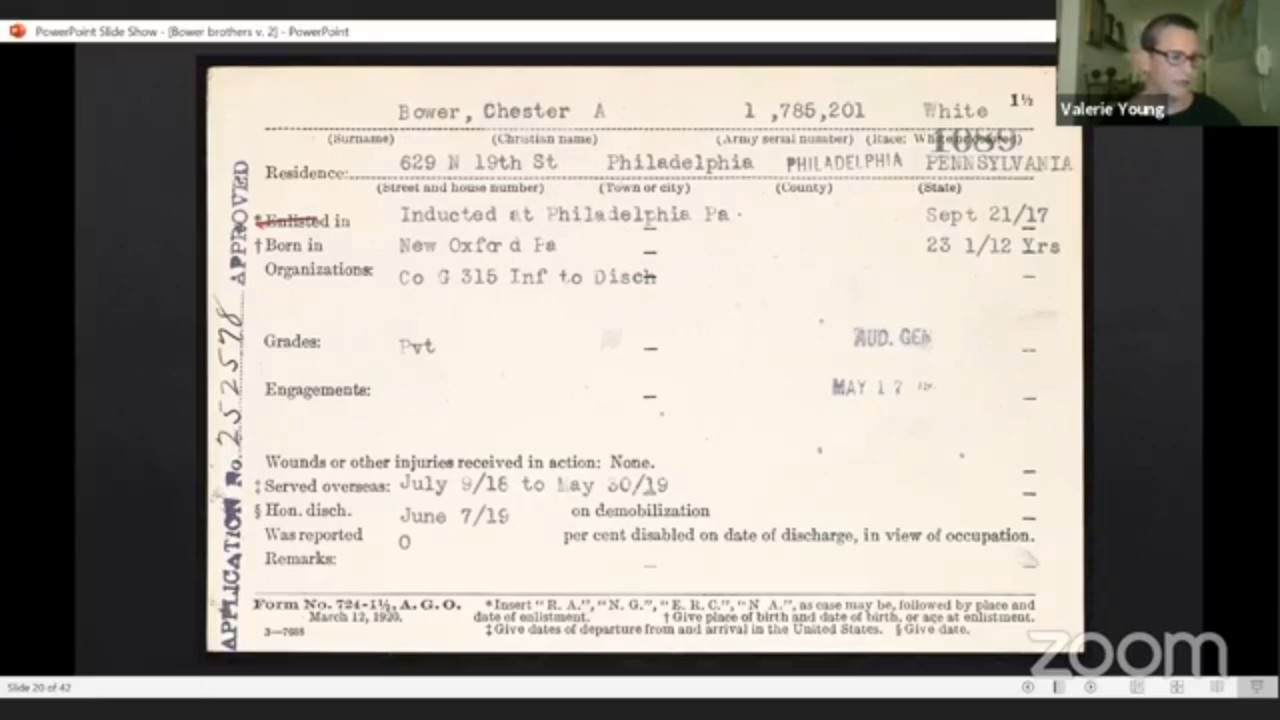 PowerPoint Slide Show - [Bower brothers v. 2] - PowerPoint
Valerie Young
Bower, Chester A 1 ,785,201 White 1½
(Surname) (Christian name) (Army serial number) (Race: White
1089
629 N 19th St Philadelphia PHILADELPHIA PENNSYLVANIA
Residence:
(Street and house number) (Town or city) (County) (State)
*Enlisted in Inducted at Philadelphia Pa. Sept 21/17
†Born in New Oxford Pa 23 1/12 Yrs
Organizations: Co G 315 Inf to Disch
Grades: Pvt AUD. GEN
Engagements: MAY 17
Wounds or other injuries received in action: None.
‡Served overseas: July 9/18 to May 30/19
§Hon. disch. June 7/19 on demobilization
Was reported 0 per cent disabled on date of discharge, in view of occupation.
Remarks:
Form No. 724-1½, A. G. O. *Insert "R. A.", "N. G.", "E. R. C.", "N A.", as case may be, followed by place and
March 12, 1920. date of enlistment. †Give place of birth and date of birth, or age at enlistment.
3—7688 ‡Give dates of departure from and arrival in the United States. §Give date.
APPLICATION No. 252578 APPROVED
zoom
Slide 20 of 42